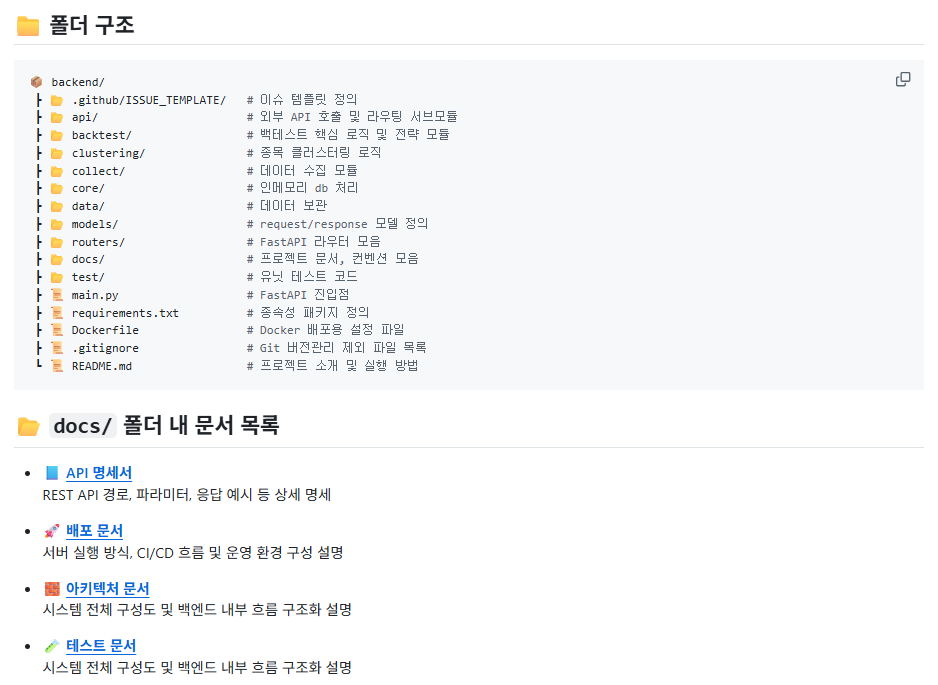 📁 폴더 구조
📦 backend/
┣ 📂 .github/ISSUE_TEMPLATE/ # 이슈 템플릿 정의
┣ 📂 api/ # 외부 API 호출 및 라우팅 서브모듈
┣ 📂 backtest/ # 백테스트 핵심 로직 및 전략 모듈
┣ 📂 clustering/ # 종목 클러스터링 로직
┣ 📂 collect/ # 데이터 수집 모듈
┣ 📂 core/ # 인메모리 db 처리
┣ 📂 data/ # 데이터 보관
┣ 📂 models/ # request/response 모델 정의
┣ 📂 routers/ # FastAPI 라우터 모음
┣ 📂 docs/ # 프로젝트 문서, 컨벤션 모음
┣ 📂 test/ # 유닛 테스트 코드
┣ 📜 main.py # FastAPI 진입점
┣ 📜 requirements.txt # 종속성 패키지 정의
┣ 📜 Dockerfile # Docker 배포용 설정 파일
┣ 📜 .gitignore # Git 버전관리 제외 파일 목록
┗ 📜 README.md # 프로젝트 소개 및 실행 방법
📂 docs/ 폴더 내 문서 목록
• 📘 API 명세서
REST API 경로, 파라미터, 응답 예시 등 상세 명세
• 🚀 배포 문서
서버 실행 방식, CI/CD 흐름 및 운영 환경 구성 설명
• 🧱 아키텍처 문서
시스템 전체 구성도 및 백엔드 내부 흐름 구조화 설명
• 🧪 테스트 문서
시스템 전체 구성도 및 백엔드 내부 흐름 구조화 설명